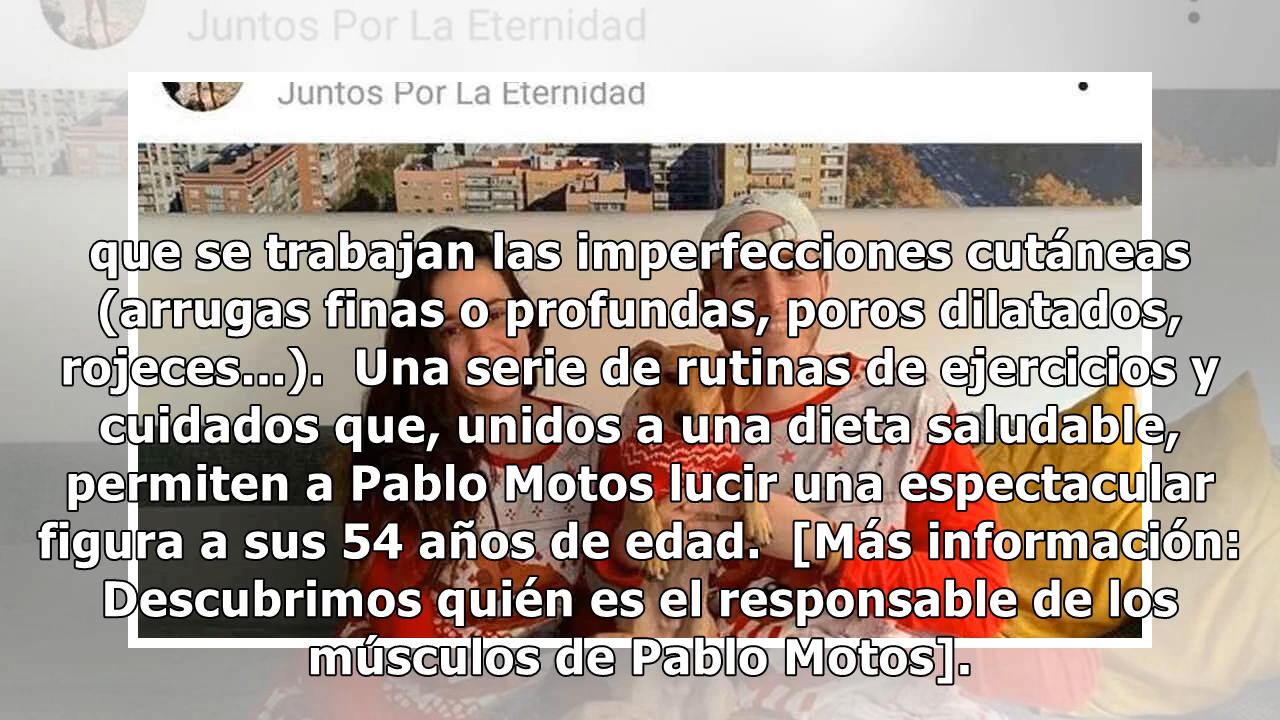 Juntos Por La Eternidad
Juntos Por La Eternidad
que se trabajan las imperfecciones cutáneas
(arrugas finas o profundas, poros dilatados,
rojeces...).  Una serie de rutinas de ejercicios y
cuidados que, unidos a una dieta saludable,
permiten a Pablo Motos lucir una espectacular
figura a sus 54 años de edad.  [Más información:
Descubrimos quién es el responsable de los
músculos de Pablo Motos].